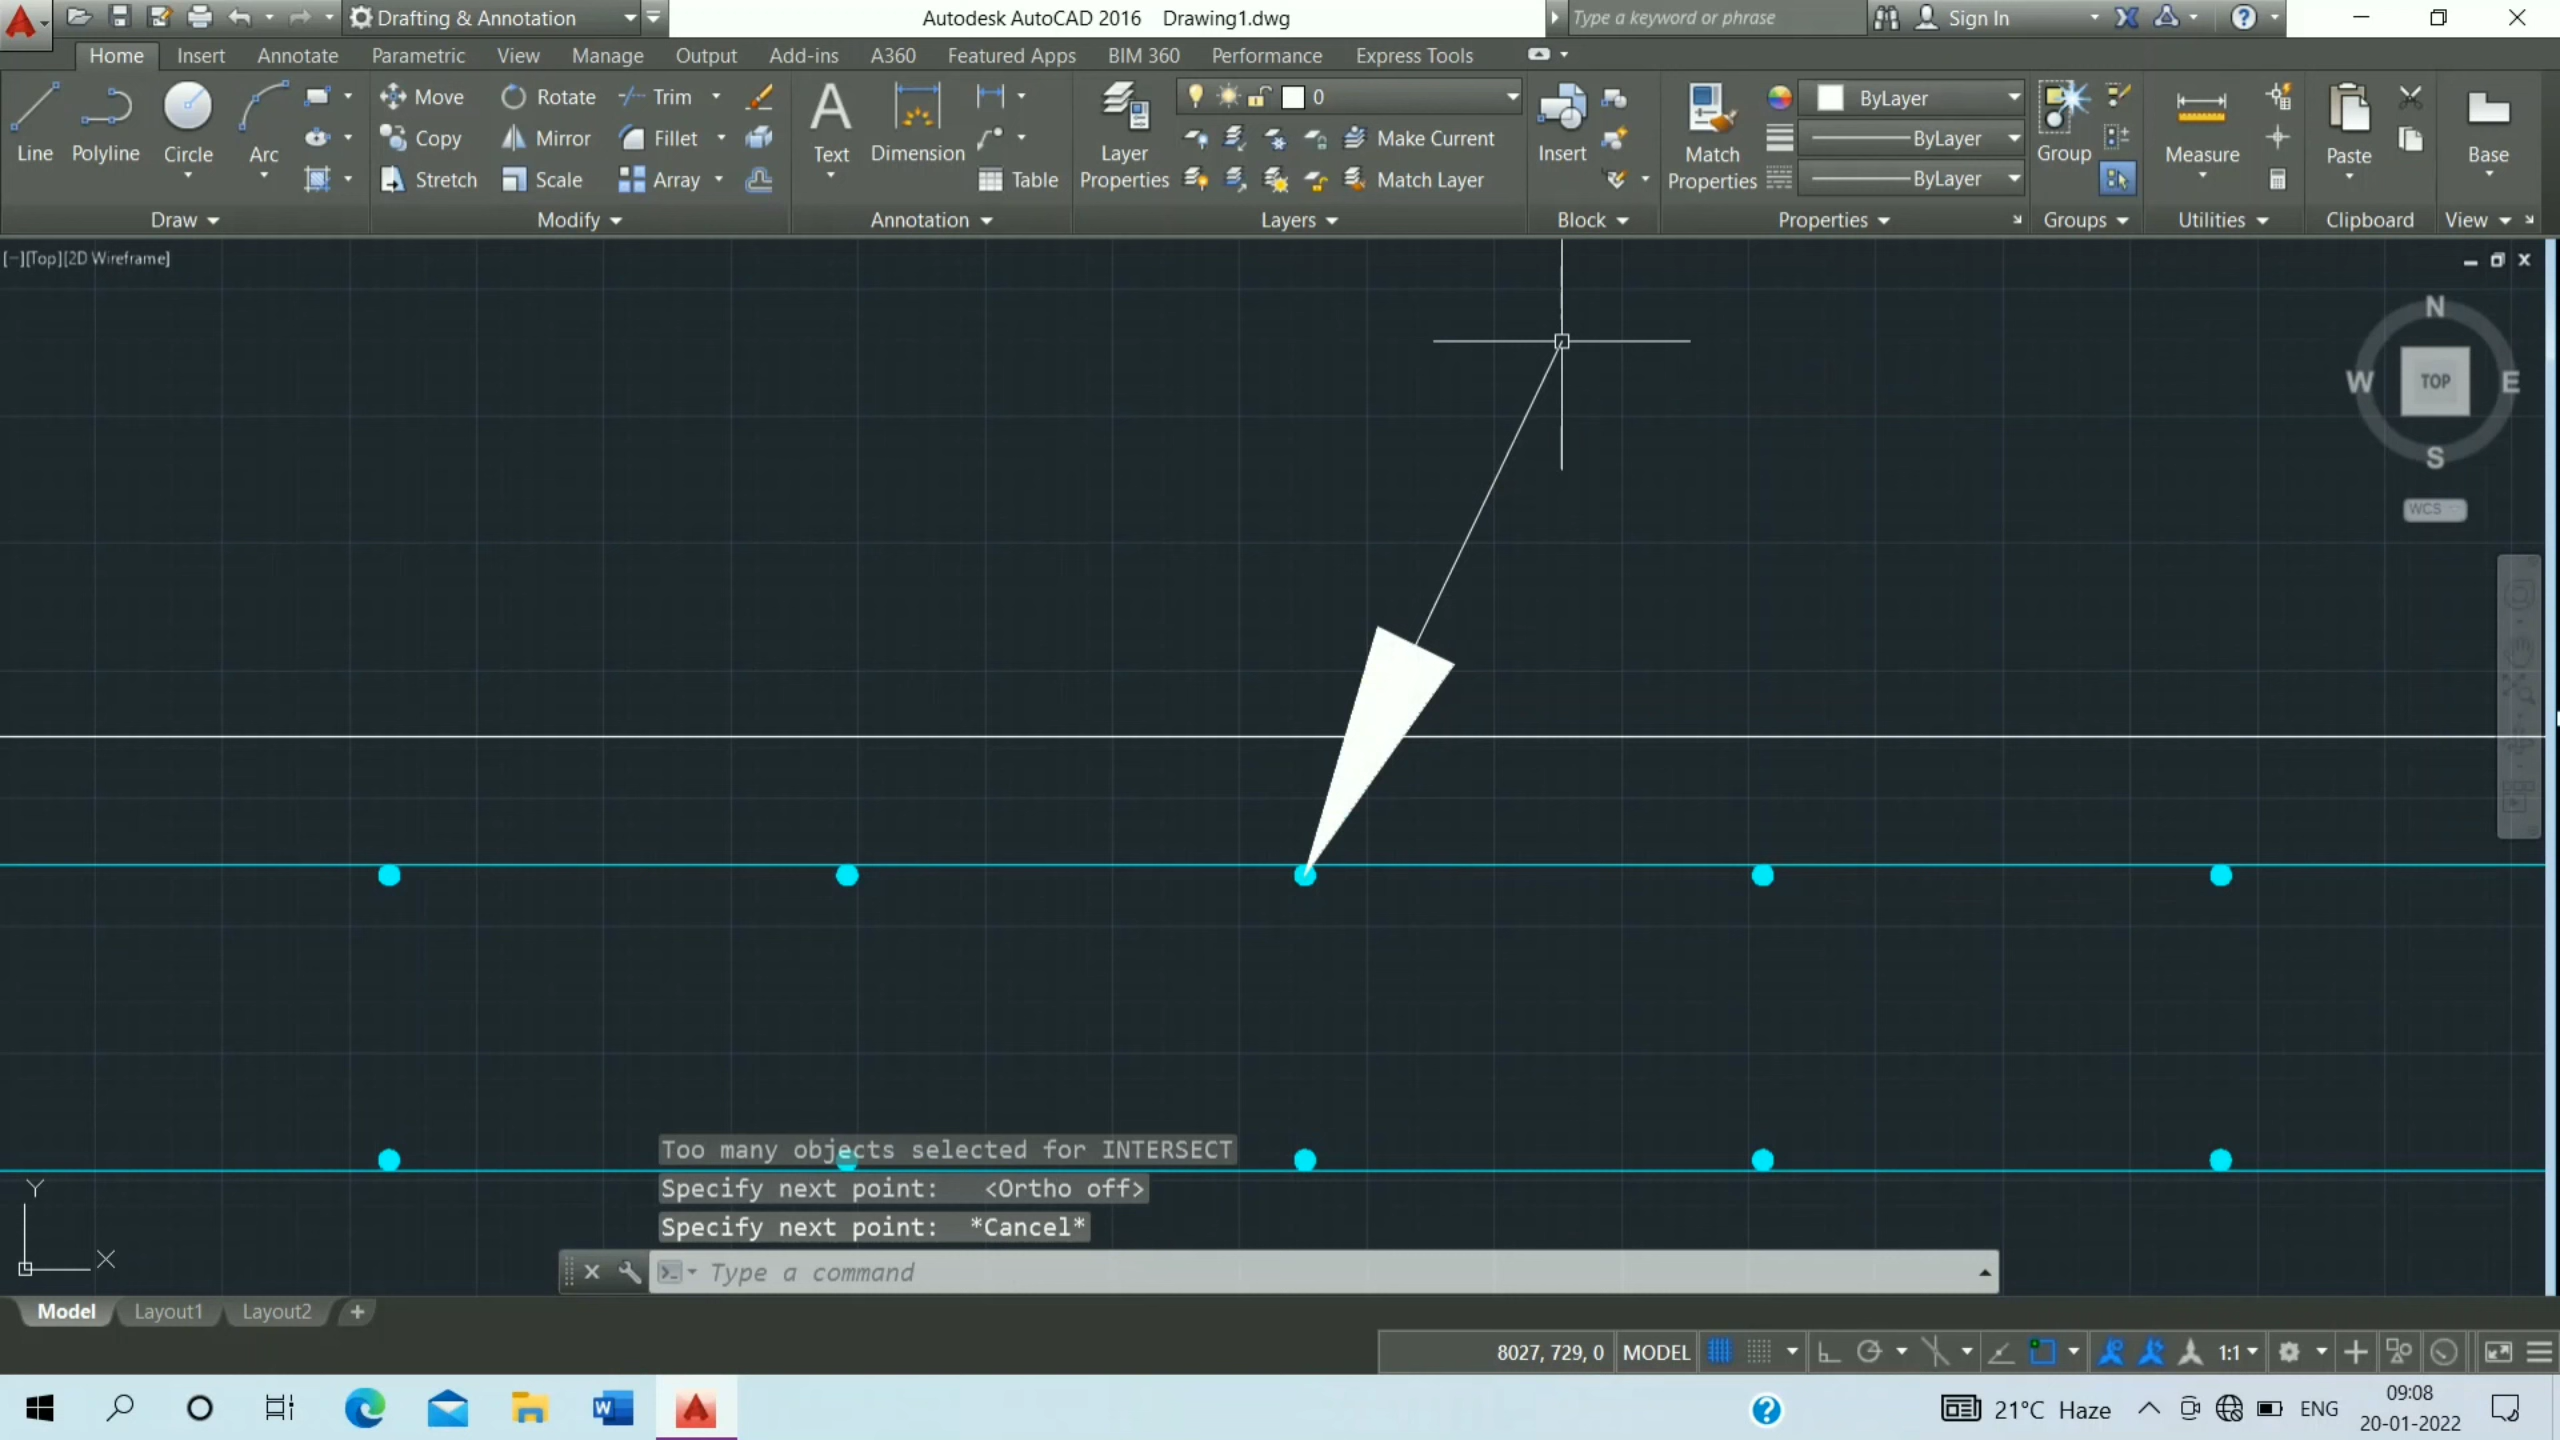 Drafting & Annotation
Autodesk AutoCAD 2016 Drawing1.dwg
Type a keyword or phrase
Sign In
Home Insert Annotate Parametric View Manage Output Add-ins A360 Featured Apps BIM 360 Performance Express Tools
Line Polyline Circle Arc
Move Rotate Trim
Copy Mirror Fillet
Stretch Scale Array
Text Dimension Table
Layer Properties
0
Make Current
Match Layer
Insert
Match Properties
ByLayer
ByLayer
ByLayer
Group
Measure
Paste
Base
Draw Modify Annotation Layers Block Properties Groups Utilities Clipboard View
[−][Top][2D Wireframe]
N
W TOP E
S
WCS
Too many objects selected for INTERSECT
Specify next point: <Ortho off>
Specify next point: *Cancel*
Type a command
Y
X
Model Layout1 Layout2 +
8027, 729, 0 MODEL 1:1
21°C Haze
ENG
09:08
20-01-2022